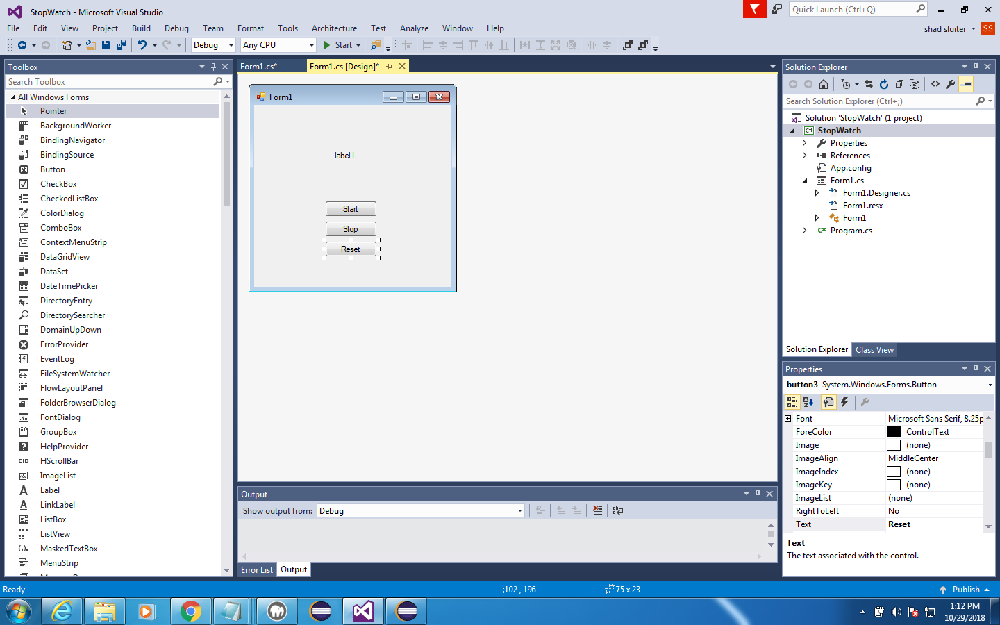 StopWatch - Microsoft Visual Studio
Quick Launch (Ctrl+Q)
File Edit View Project Build Debug Team Format Tools Architecture Test Analyze Window Help
shad sluiter SS
Debug Any CPU Start
Toolbox
Search Toolbox
All Windows Forms
Pointer
BackgroundWorker
BindingNavigator
BindingSource
Button
CheckBox
CheckedListBox
ColorDialog
ComboBox
ContextMenuStrip
DataGridView
DataSet
DateTimePicker
DirectoryEntry
DirectorySearcher
DomainUpDown
ErrorProvider
EventLog
FileSystemWatcher
FlowLayoutPanel
FolderBrowserDialog
FontDialog
GroupBox
HelpProvider
HScrollBar
ImageList
Label
LinkLabel
ListBox
ListView
MaskedTextBox
MenuStrip
Form1.cs* Form1.cs [Design]*
Form1
label1
Start
Stop
Reset
Output
Show output from: Debug
Error List Output
Solution Explorer
Search Solution Explorer (Ctrl+;)
Solution 'StopWatch' (1 project)
C# StopWatch
Properties
References
App.config
Form1.cs
Form1.Designer.cs
Form1.resx
Form1
C# Program.cs
Solution Explorer Class View
Properties
button3 System.Windows.Forms.Button
Font Microsoft Sans Serif, 8.25p
ForeColor ControlText
Image (none)
ImageAlign MiddleCenter
ImageIndex (none)
ImageKey (none)
ImageList (none)
RightToLeft No
Text Reset
Text
The text associated with the control.
Ready 102 , 196 75 x 23 Publish
1:12 PM
10/29/2018